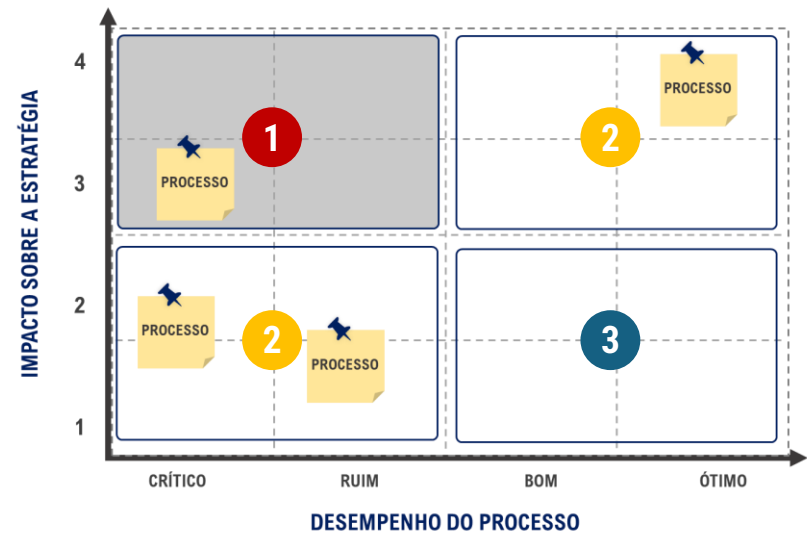 IMPACTO SOBRE A ESTRATÉGIA
4
3
2
1
1
PROCESSO
2
PROCESSO
2
PROCESSO
PROCESSO
3
CRÍTICO
RUIM
BOM
ÓTIMO
DESEMPENHO DO PROCESSO